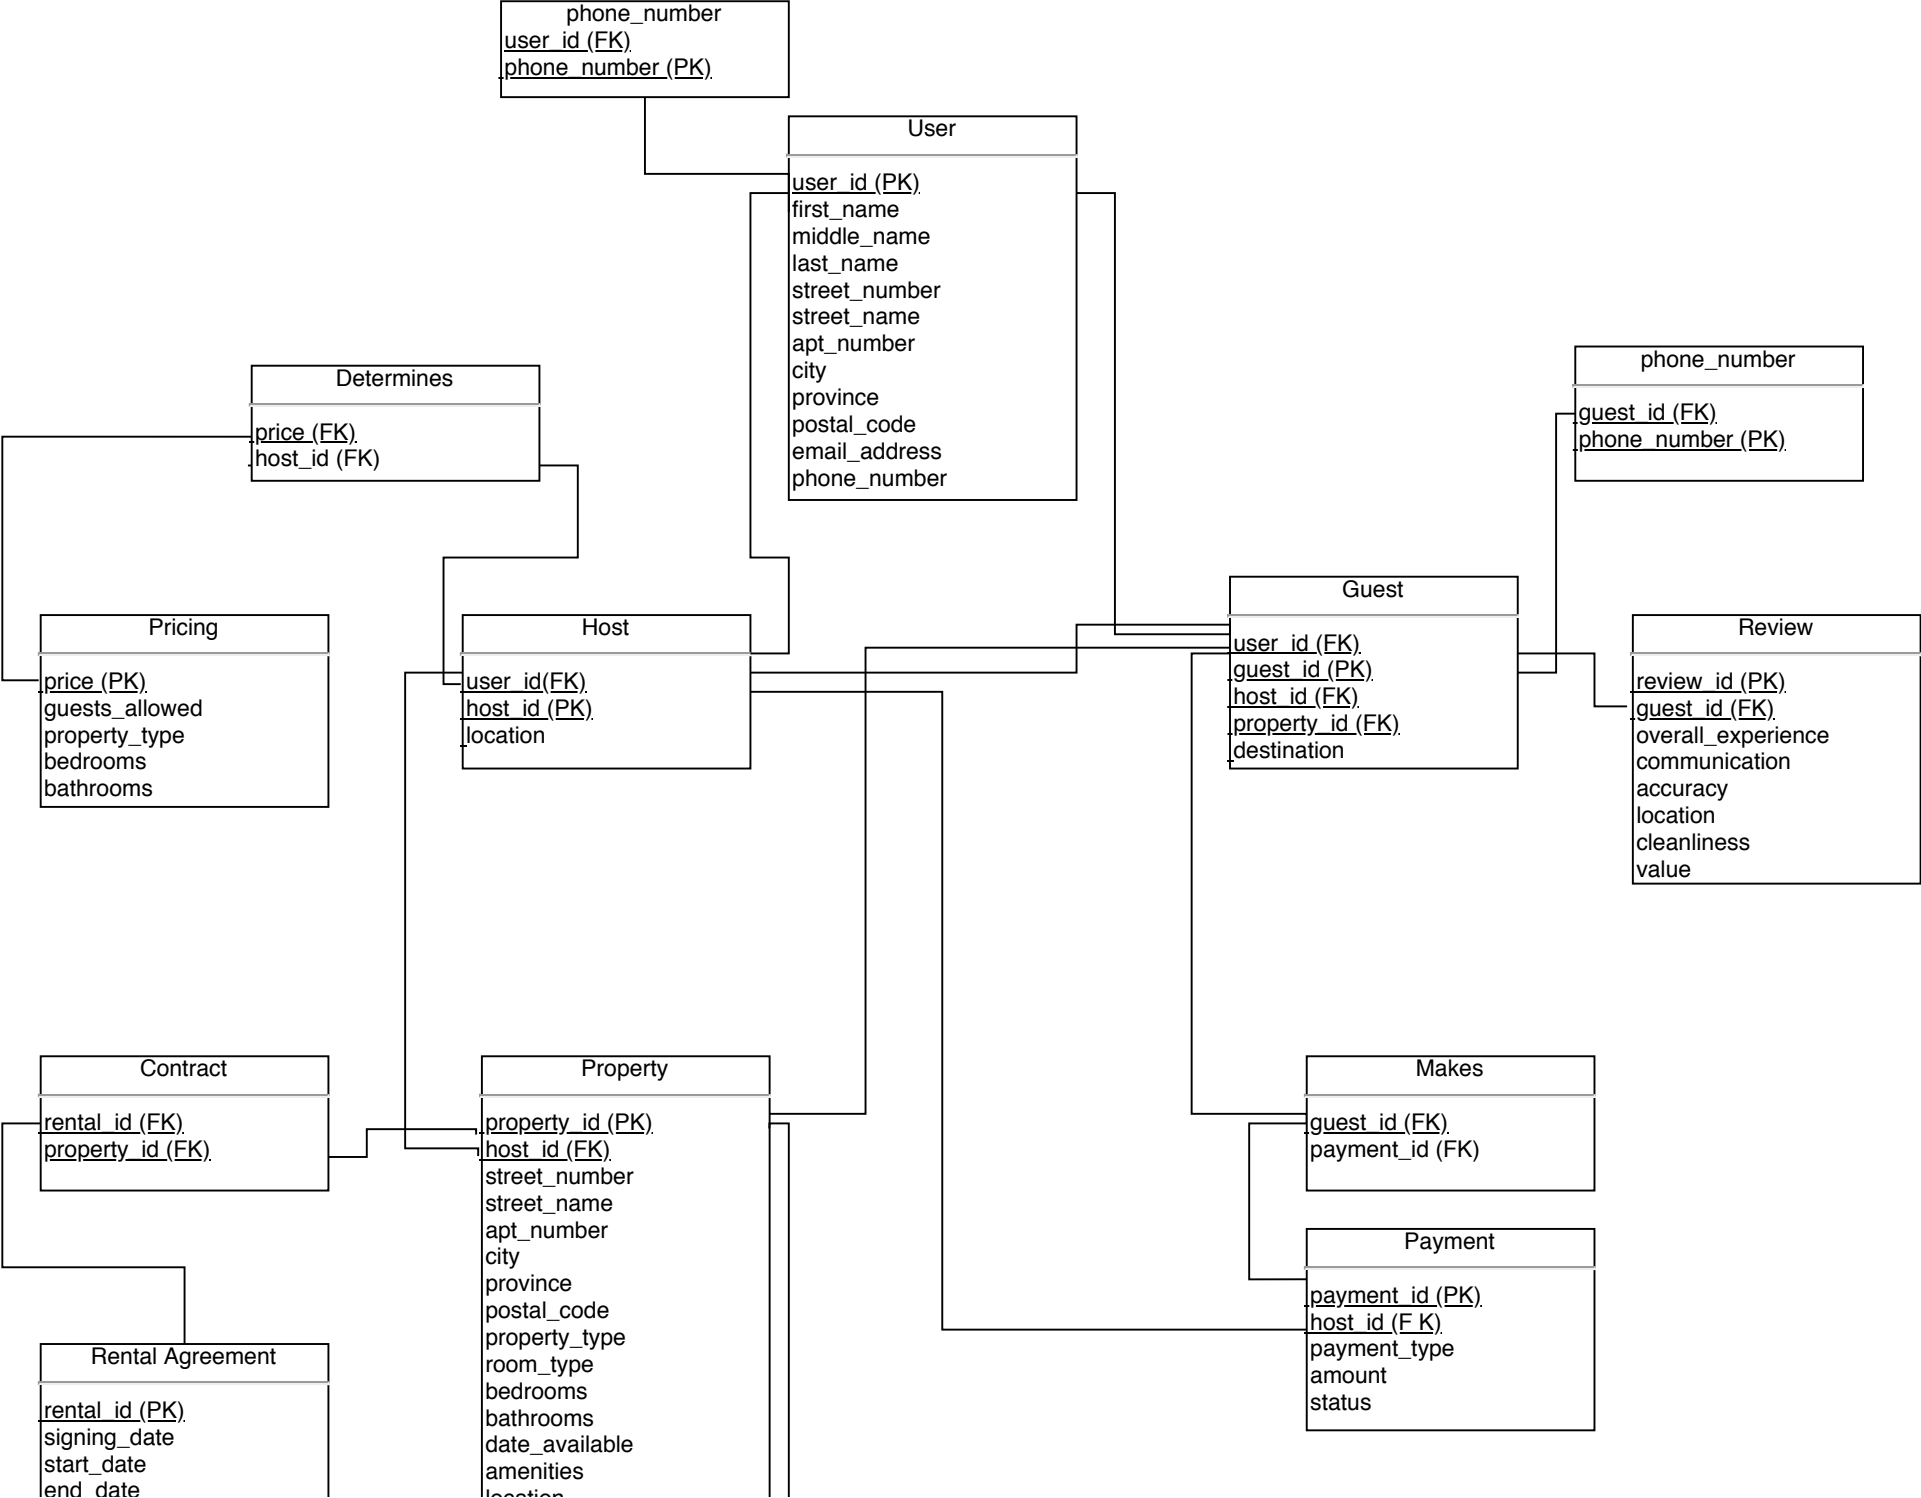 phone_number
user_id (FK)
phone_number (PK)
User
user_id (PK)
first_name
middle_name
last_name
street_number
street_name
apt_number
city
province
postal_code
email_address
phone_number
Determines
price (FK)
host_id (FK)
phone_number
guest_id (FK)
phone_number (PK)
Pricing
price (PK)
guests_allowed
property_type
bedrooms
bathrooms
Host
user_id(FK)
host_id (PK)
location
Guest
user_id (FK)
guest_id (PK)
host_id (FK)
property_id (FK)
destination
Review
review_id (PK)
guest_id (FK)
overall_experience
communication
accuracy
location
cleanliness
value
Contract
rental_id (FK)
property_id (FK)
Property
property_id (PK)
host_id (FK)
street_number
street_name
apt_number
city
province
postal_code
property_type
room_type
bedrooms
bathrooms
date_available
amenities
location
Makes
guest_id (FK)
payment_id (FK)
Payment
payment_id (PK)
host_id (F K)
payment_type
amount
status
Rental Agreement
rental_id (PK)
signing_date
start_date
end_date